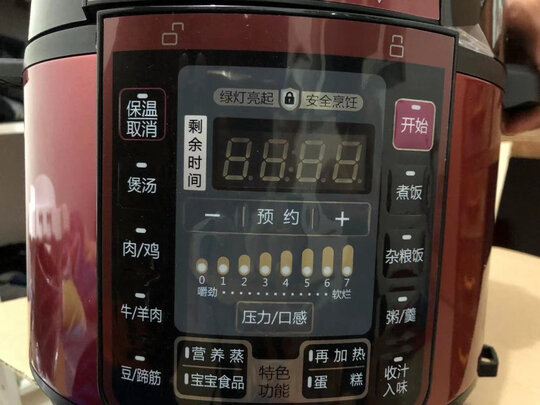 绿灯亮起 安全烹饪
保温
取消
剩余时间
开始
煲汤
煮饭
－ 预约 ＋
肉/鸡
杂粮饭
0 1 2 3 4 5 6 7
嚼劲 软烂
牛/羊肉
压力/口感
粥/羹
豆/蹄筋
营养蒸
宝宝食品
特色
功能
再加热
蛋糕
收汁
入味